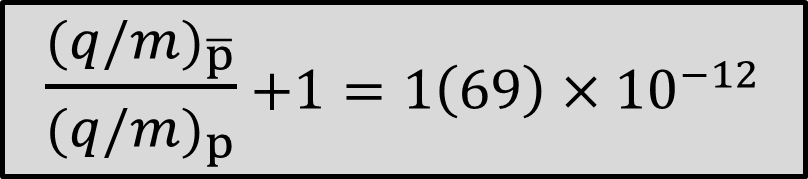 (q/m)p̅/(q/m)p + 1 = 1(69) × 10⁻¹²